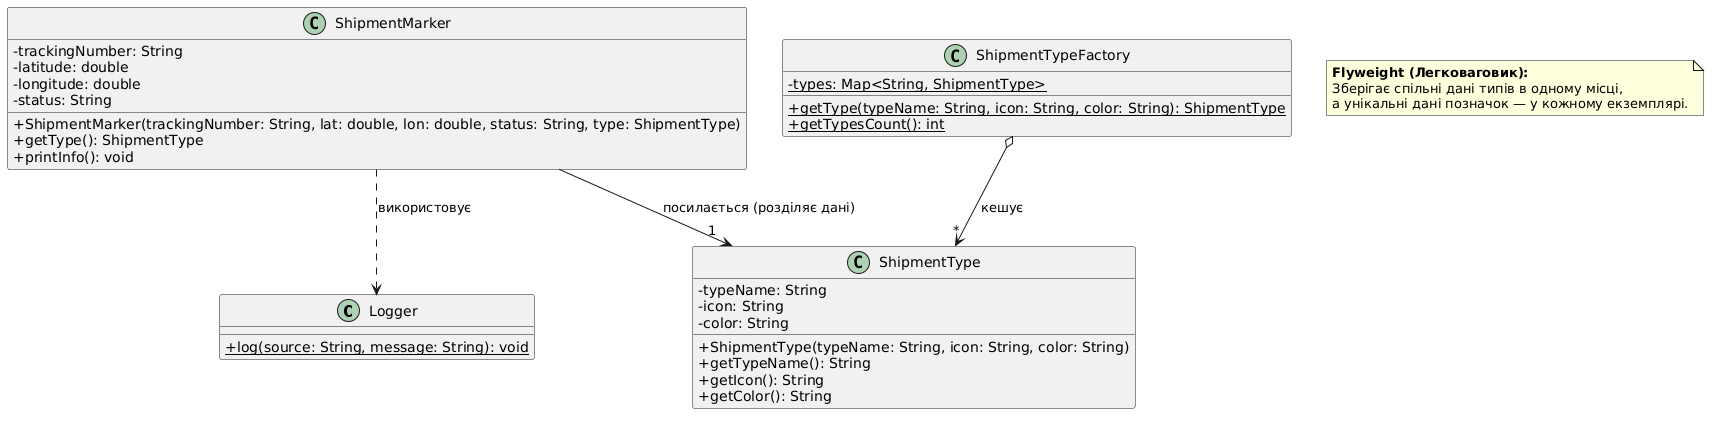 C ShipmentMarker
-trackingNumber: String
-latitude: double
-longitude: double
-status: String
+ShipmentMarker(trackingNumber: String, lat: double, lon: double, status: String, type: ShipmentType)
+getType(): ShipmentType
+printInfo(): void
C ShipmentTypeFactory
-types: Map<String, ShipmentType>
+getType(typeName: String, icon: String, color: String): ShipmentType
+getTypesCount(): int
Flyweight (Легковаговик):
Зберігає спільні дані типів в одному місці,
а унікальні дані позначок — у кожному екземплярі.
використовує
посилається (розділяє дані)
1
кешує
*
C Logger
+log(source: String, message: String): void
C ShipmentType
-typeName: String
-icon: String
-color: String
+ShipmentType(typeName: String, icon: String, color: String)
+getTypeName(): String
+getIcon(): String
+getColor(): String